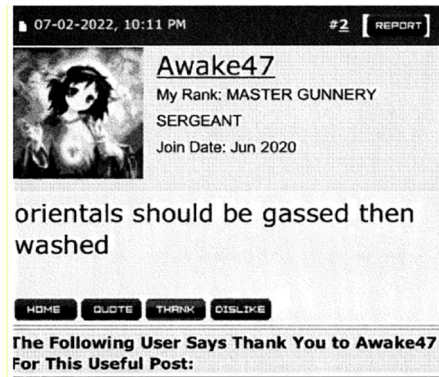 07-02-2022, 10:11 PM #2 [REPORT]
Awake47
My Rank: MASTER GUNNERY
SERGEANT
Join Date: Jun 2020
orientals should be gassed then
washed
HOME QUOTE THANK DISLIKE
The Following User Says Thank You to Awake47
For This Useful Post: